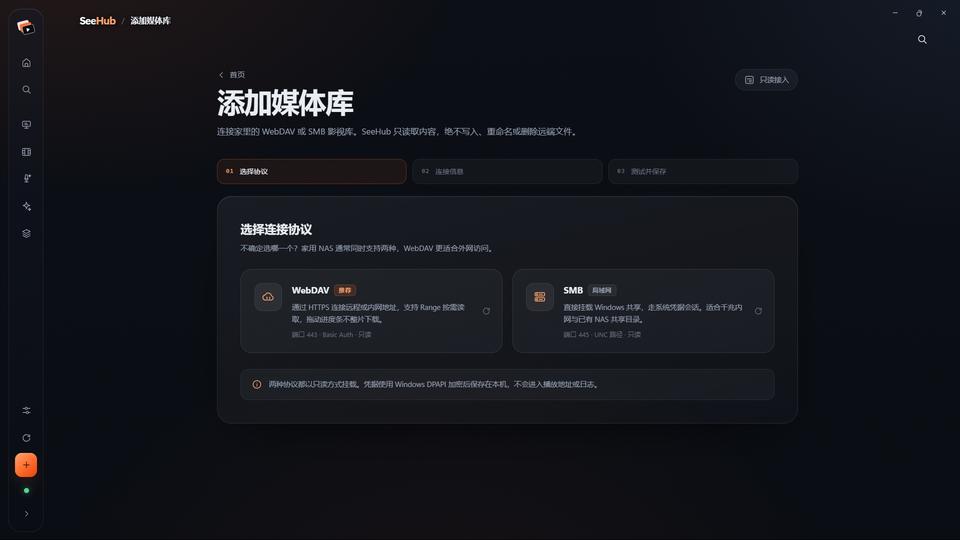 SeeHub / 添加媒体库
首页
只读接入
添加媒体库
连接家里的 WebDAV 或 SMB 影视库。SeeHub 只读取内容，绝不写入、重命名或删除远端文件。
01 选择协议
02 连接信息
03 测试并保存
选择连接协议
不确定选哪一个？家用 NAS 通常同时支持两种，WebDAV 更适合外网访问。
WebDAV 推荐
通过 HTTPS 连接远程或内网地址，支持 Range 按需读
取，拖动进度条不整片下载。
端口 443 · Basic Auth · 只读
SMB 局域网
直接挂载 Windows 共享，走系统凭据会话。适合千兆内
网与已有 NAS 共享目录。
端口 445 · UNC 路径 · 只读
两种协议都以只读方式挂载。凭据使用 Windows DPAPI 加密后保存在本机，不会进入播放地址或日志。